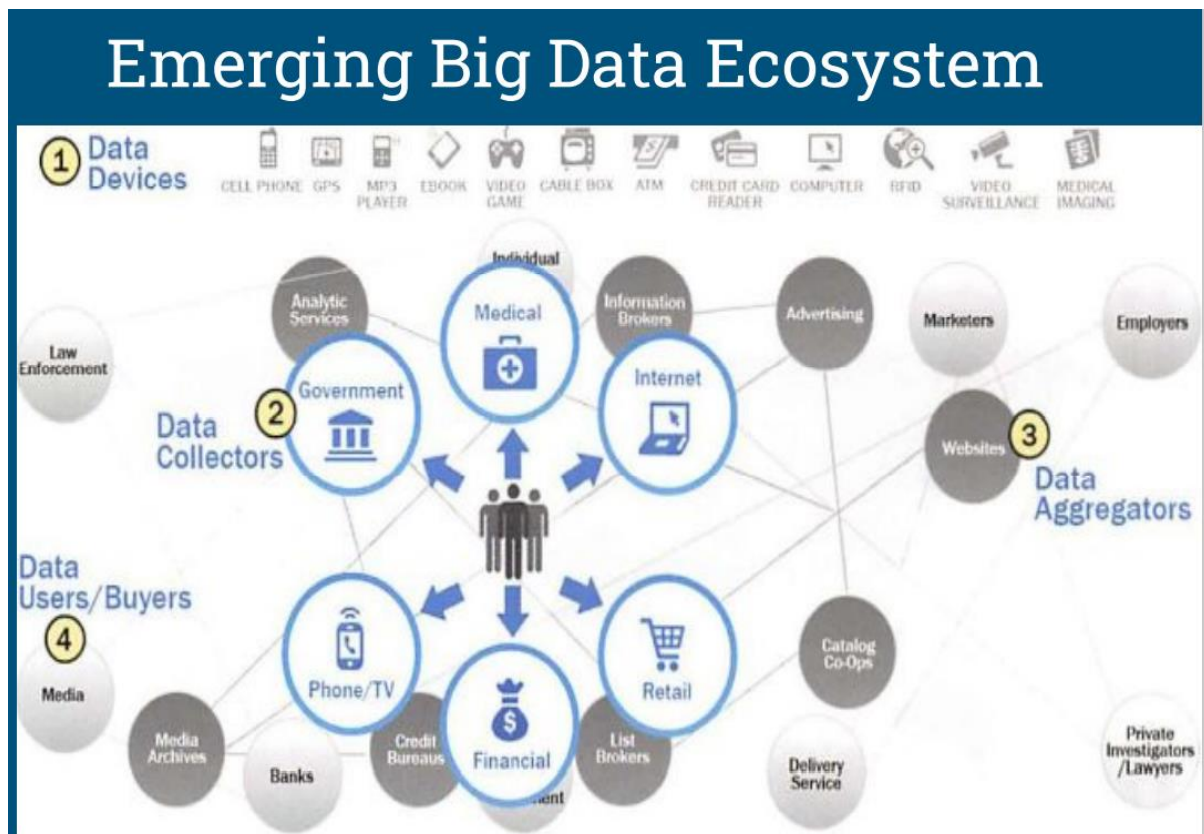 Emerging Big Data Ecosystem
1
Data
Devices
CELL PHONE
GPS
MP3
PLAYER
EBOOK
VIDEO
GAME
CABLE BOX
ATM
CREDIT CARD
READER
COMPUTER
RFID
VIDEO
SURVEILLANCE
MEDICAL
IMAGING
Individual
Analytic
Services
Medical
Information
Brokers
Advertising
Marketers
Employers
Law
Enforcement
2
Government
Internet
Data
Collectors
Websites
3
Data
Aggregators
Data
Users/Buyers
4
Media
Phone/TV
$
Financial
Retail
Catalog
Co-Ops
Media
Archives
Banks
Credit
Bureaus
List
Brokers
Delivery
Service
Private
Investigators
/Lawyers